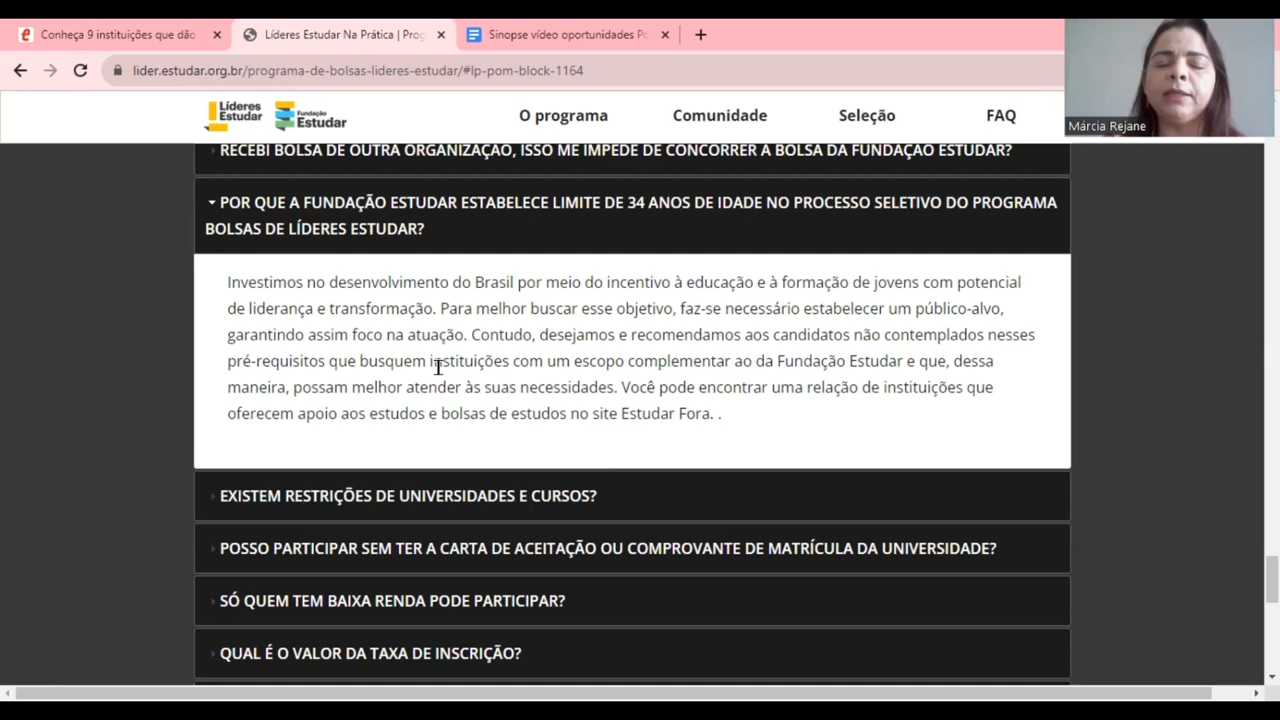 Conheça 9 instituições que dão
Líderes Estudar Na Prática | Prog
Sinopse vídeo oportunidades Po
lider.estudar.org.br/programa-de-bolsas-lideres-estudar/#lp-pom-block-1164
Márcia Rejane
Líderes
Estudar
Fundação
Estudar
O programa
Comunidade
Seleção
FAQ
RECEBI BOLSA DE OUTRA ORGANIZAÇÃO, ISSO ME IMPEDE DE CONCORRER A BOLSA DA FUNDAÇÃO ESTUDAR?
POR QUE A FUNDAÇÃO ESTUDAR ESTABELECE LIMITE DE 34 ANOS DE IDADE NO PROCESSO SELETIVO DO PROGRAMA
BOLSAS DE LÍDERES ESTUDAR?
Investimos no desenvolvimento do Brasil por meio do incentivo à educação e à formação de jovens com potencial
de liderança e transformação. Para melhor buscar esse objetivo, faz-se necessário estabelecer um público-alvo,
garantindo assim foco na atuação. Contudo, desejamos e recomendamos aos candidatos não contemplados nesses
pré-requisitos que busquem instituições com um escopo complementar ao da Fundação Estudar e que, dessa
maneira, possam melhor atender às suas necessidades. Você pode encontrar uma relação de instituições que
oferecem apoio aos estudos e bolsas de estudos no site Estudar Fora. .
EXISTEM RESTRIÇÕES DE UNIVERSIDADES E CURSOS?
POSSO PARTICIPAR SEM TER A CARTA DE ACEITAÇÃO OU COMPROVANTE DE MATRÍCULA DA UNIVERSIDADE?
SÓ QUEM TEM BAIXA RENDA PODE PARTICIPAR?
QUAL É O VALOR DA TAXA DE INSCRIÇÃO?